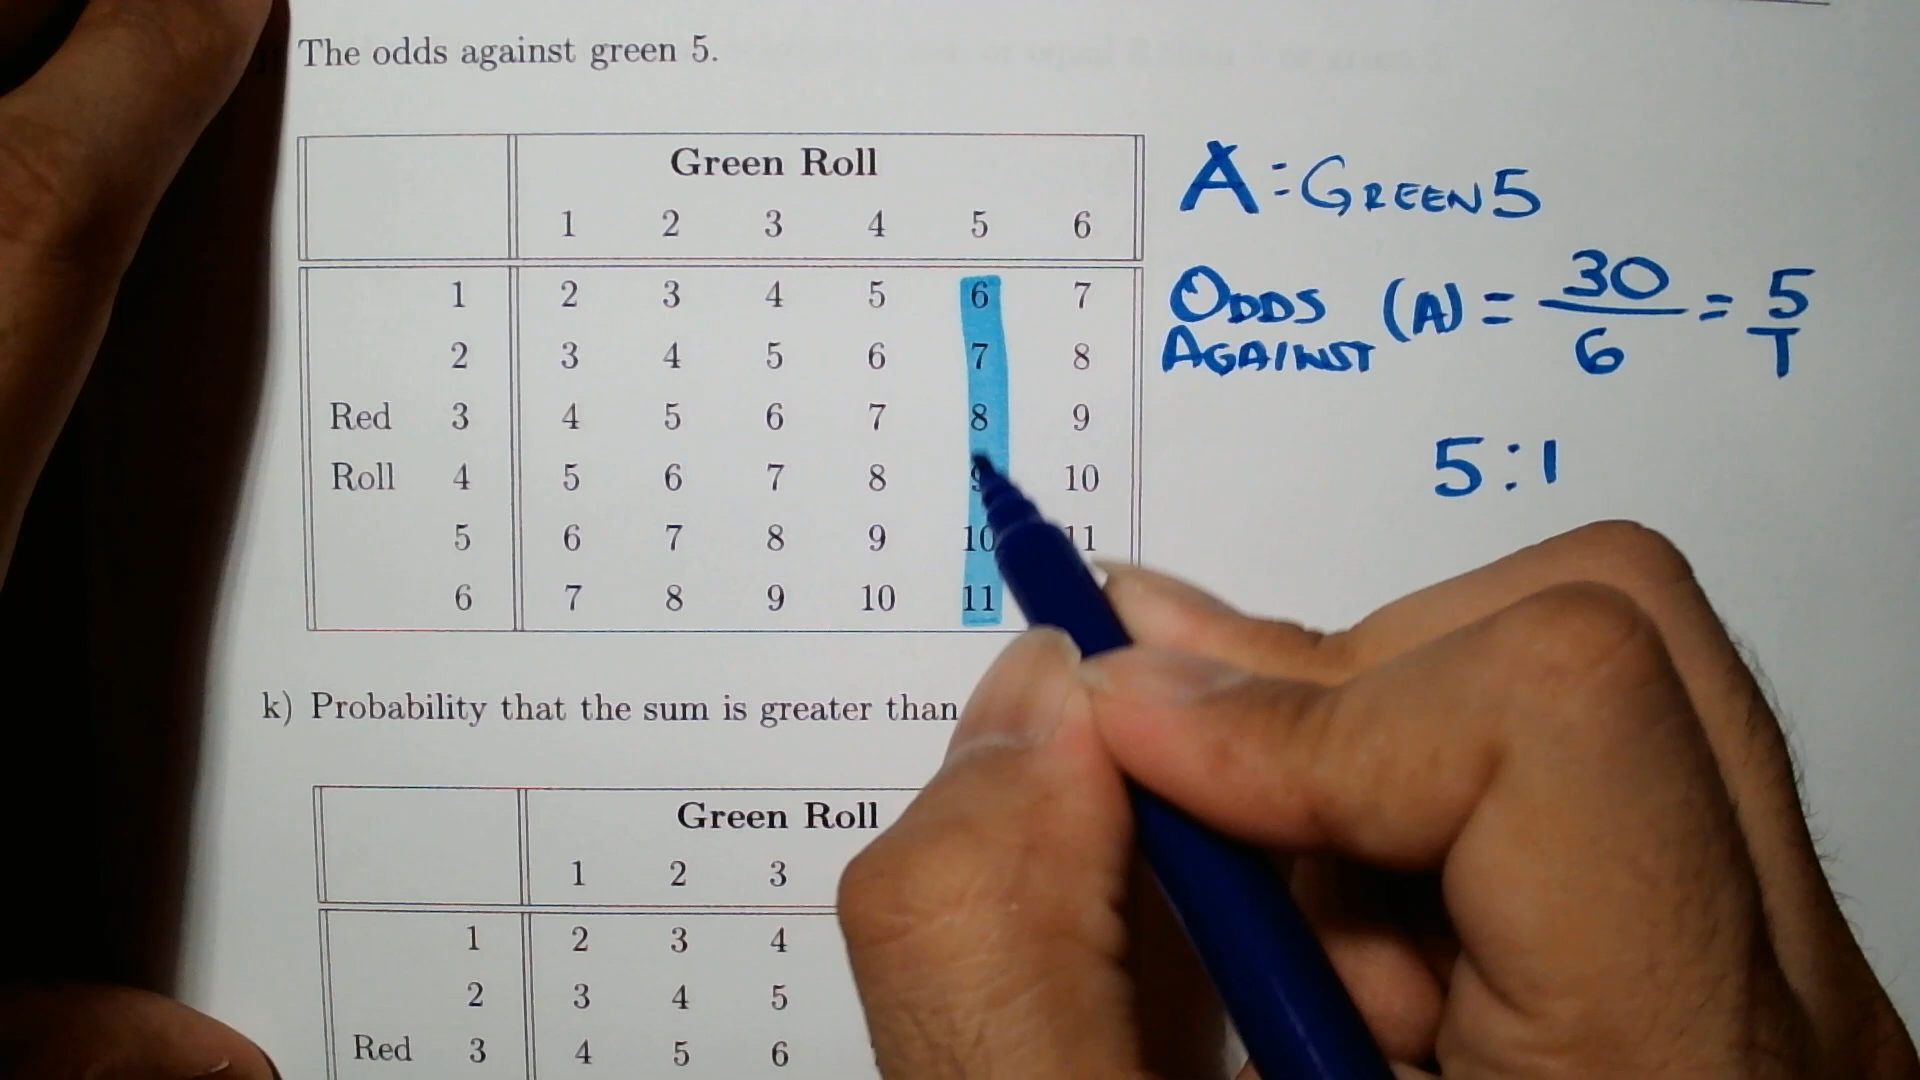 The odds against green 5.
Green Roll
1 2 3 4 5 6
1 2 3 4 5 6 7
2 3 4 5 6 7 8
Red 3 4 5 6 7 8 9
Roll 4 5 6 7 8 9 10
5 6 7 8 9 10 11
6 7 8 9 10 11
A:GREEN 5
ODDS AGAINST (A) = 30/6 = 5/1
5:1
k) Probability that the sum is greater than
Green Roll
1 2 3
1 2 3 4
2 3 4 5
Red 3 4 5 6